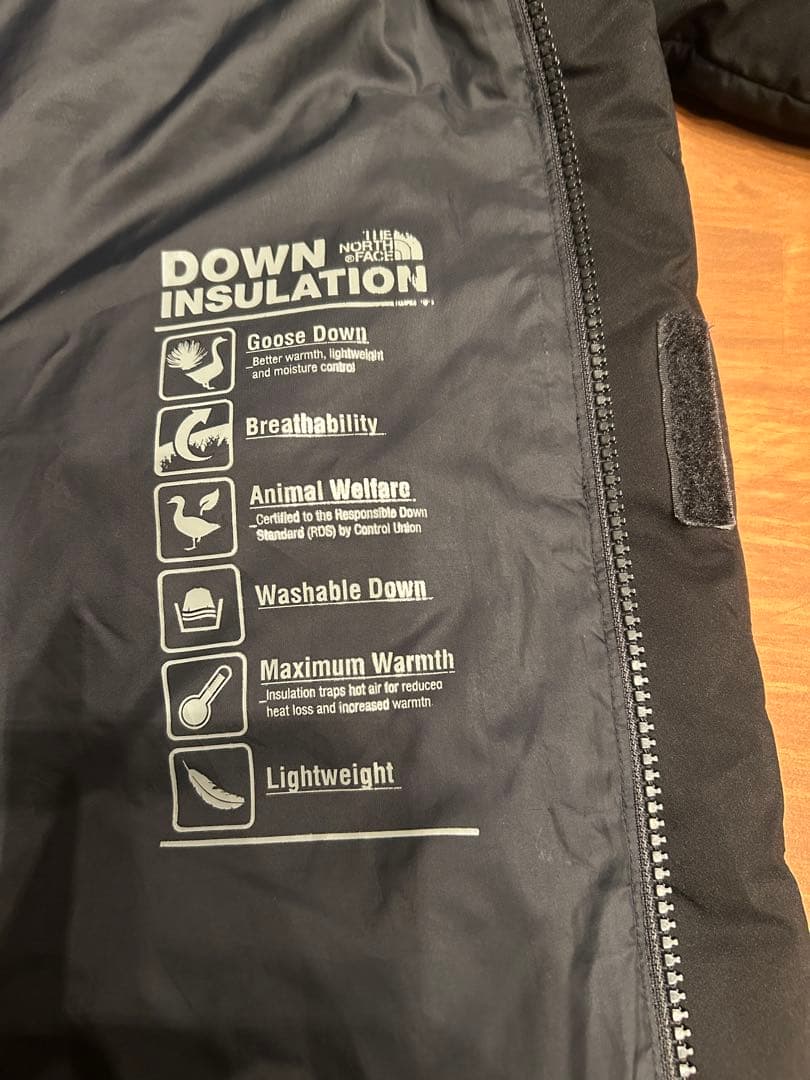 DOWN
THE
NORTH
FACE
INSULATION
Goose Down
Better warmth, lightweight
and moisture control
Breathability
Animal Welfare
Certified to the Responsible Down
Standard (RDS) by Control Union
Washable Down
Maximum Warmth
Insulation traps hot air for reduced
heat loss and increased warmth
Lightweight